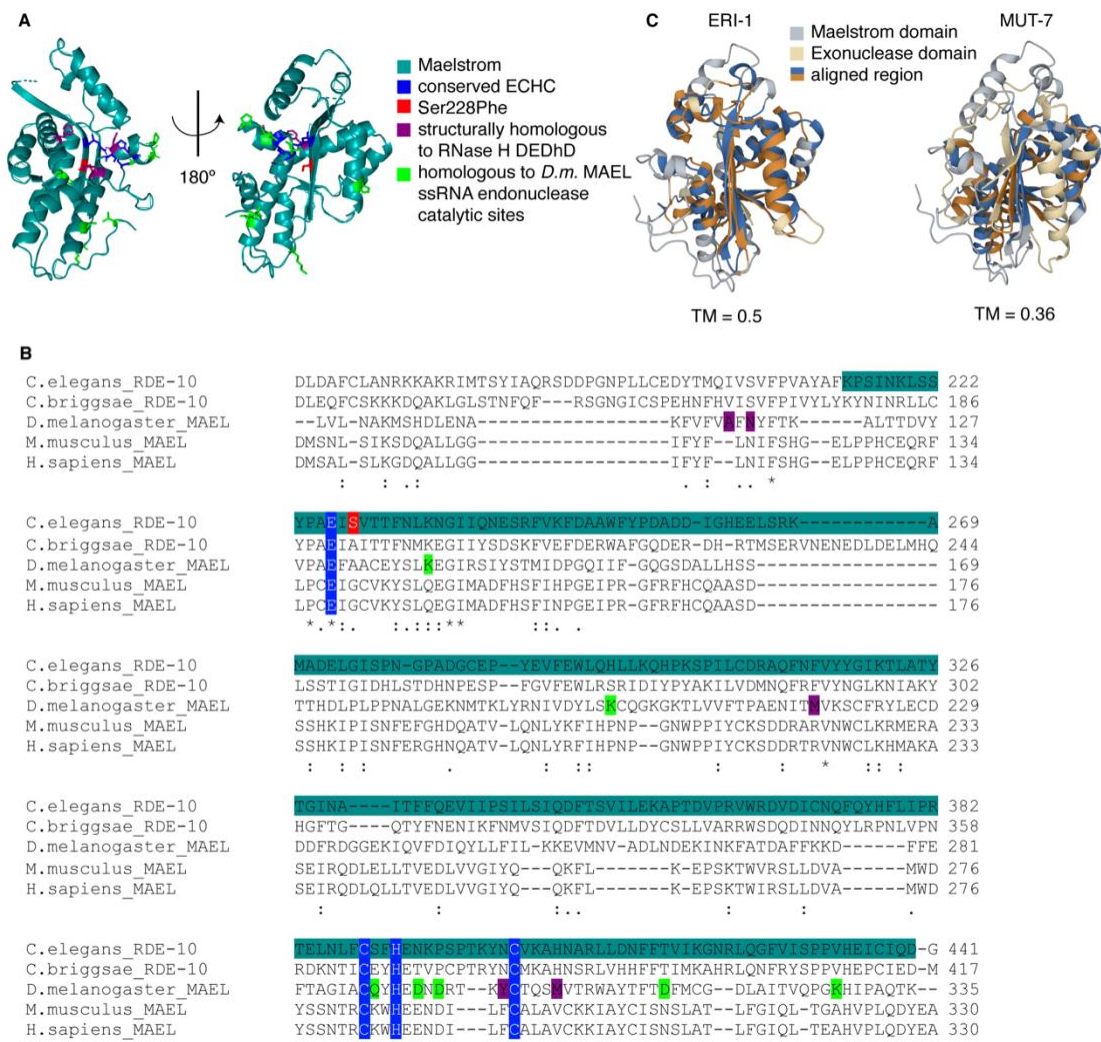 A
180º
Maelstrom
conserved ECHC
Ser228Phe
structurally homologous
to RNase H DEDhD
homologous to D.m. MAEL
ssRNA endonuclease
catalytic sites
C
ERI-1
MUT-7
Maelstrom domain
Exonuclease domain
aligned region
TM = 0.5
TM = 0.36
B
C.elegans_RDE-10 DLDAFCLANRKKAKRIMTSYIAQRSDDPGNPLLCEDYTMQIVSVFPVAYAFKPSINKLSS 222
C.briggsae_RDE-10 DLEQFCSKKKDQAKLGLSTNFQF--RSGNGICSPEHNFHVISVFPIVYLYKYNINRLLC 186
D.melanogaster_MAEL --LVL-NAKMSHDLENA----------------KFVFVAFNYFTK----ALTTDVY 127
M.musculus_MAEL DMSNL-SIKSDQALLGG----------------IFYF--LNIFSHG--ELPPHCEQRF 134
H.sapiens_MAEL DMSAL-SLKGDQALLGG----------------IFYF--LNIFSHG--ELPPHCEQRF 134
: : .: . : .. *
C.elegans_RDE-10 YPAEISVTTFNLKNGIIQNESRFVKFDAAWFYPDADD-IGHEELSRK-----------A 269
C.briggsae_RDE-10 YPAEIAITTFNMKEGIIYSDSKFVEFDERWAFGQDER-DH-RTMSERVNENEDLDELMHQ 244
D.melanogaster_MAEL VPAEFAACEYSLKEGIRSIYSTMIDPGQIIF-GQGSDALLHSS----------------- 169
M.musculus_MAEL LPCEIGCVKYSLQEGIMADFHSFIHPGEIPR-GFRFHCQAASD----------------- 176
H.sapiens_MAEL LPCEIGCVKYSLQEGIMADFHSFINPGEIPR-GFRFHCQAASD----------------- 176
*.*:. :.:::** ::. .
C.elegans_RDE-10 MADELGISPN-GPADGCEP--YEVFEWLQHLLKQHPKSPILCDRAQFNFVYYGIKTLATY 326
C.briggsae_RDE-10 LSSTIGIDHLSTDHNPESP--FGVFEWLRSRIDIYPYAKILVDMNQFRFVYNGLKNIAKY 302
D.melanogaster_MAEL TTHDLPLPPNALGEKNMTKLYRNIVDYLSKCQGKGKTLVVFTPAENITMVKSCFRYLECD 229
M.musculus_MAEL SSHKIPISNFEFGHDQATV-LQNLYRFIHPNP--GNWPPIYCKSDDRARVNWCLKRMERA 233
H.sapiens_MAEL SSHKIPISNFERGHNQATV-LQNLYRFIHPNP--GNWPPIYCKSDDRTRVNWCLKHMAKA 233
: : : . : :: : * :: :
C.elegans_RDE-10 TGINA----ITFFQEVIIPSILSIQDFTSVILEKAPTDVPRVWRDVDICNQFQYHFLIPR 382
C.briggsae_RDE-10 HGFTG----QTYFNENIKFNMVSIQDFTDVLLDYCSLLVARRWSDQDINNQYLRPNLVPN 358
D.melanogaster_MAEL DDFRDGGEKIQVFDIQYLLFIL-KKEVMNV-ADLNDEKINKFATDAFFKKD------FFE 281
M.musculus_MAEL SEIRQDLELLTVEDLVVGIYQ--QKFL----K-EPSKTWVRSLLDVA------MWD 276
H.sapiens_MAEL SEIRQDLQLLTVEDLVVGIYQ--QKFL----K-EPSKTWIRSLLDVA------MWD 276
: : :.. : : .
C.elegans_RDE-10 TELNLFCSFHENKPSPTKYNCVKAHNARLLDNFFTVIKGNRLQGFVISPPVHEICIQD-G 441
C.briggsae_RDE-10 RDKNTICEYHETVPCPTRYNCMKAHNSRLVHHFFTIMKAHRLQNFRYSPPVHEPCIED-M 417
D.melanogaster_MAEL FTAGIACQYHEDNDRT--KYCTQSMVTRWAYTFTDFMCG--DLAITVQPGKHIPAQTK-- 335
M.musculus_MAEL YSSNTRCKWHEENDI---LFCALAVCKKIAYCISNSLAT--LFGIQL-TGAHVPLQDYEA 330
H.sapiens_MAEL YSSNTRCKWHEENDI---LFCALAVCKKIAYCISNSLAT--LFGIQL-TEAHVPLQDYEA 330